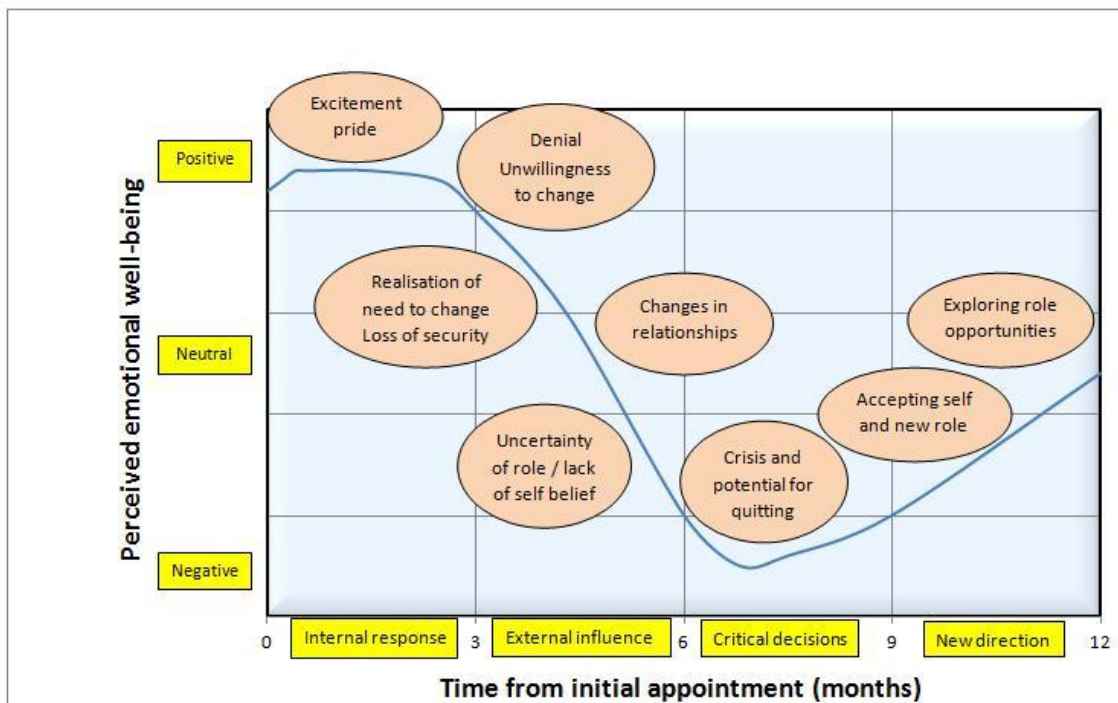 Excitement
pride
Denial
Unwillingness
to change
Positive
Realisation of
need to change
Loss of security
Changes in
relationships
Exploring role
opportunities
Neutral
Accepting self
and new role
Uncertainty
of role / lack
of self belief
Crisis and
potential for
quitting
Negative
Perceived emotional well-being
0 Internal response 3 External influence 6 Critical decisions 9 New direction 12
Time from initial appointment (months)